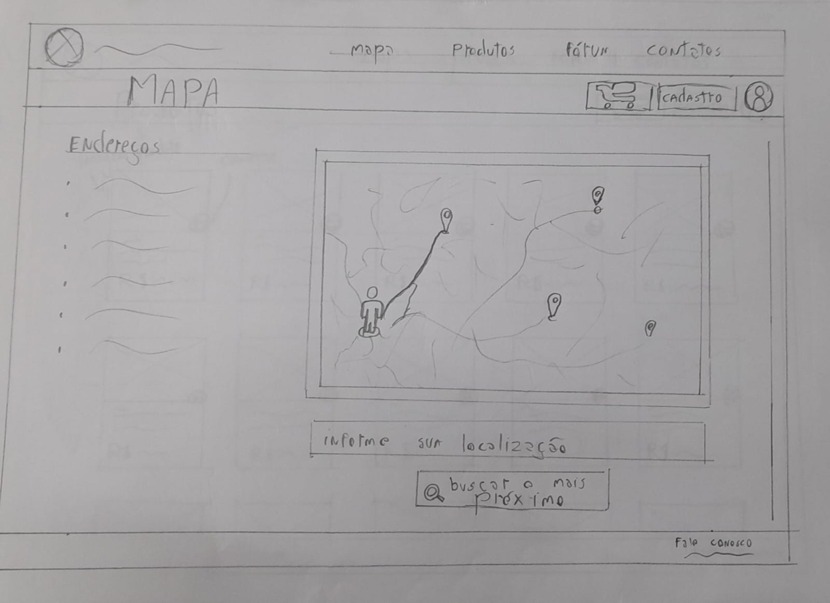 mapa Produtos fórum contatos
MAPA
CADASTRO
Endereços
informe sua localização
buscar o mais
Próximo
Fale conosco